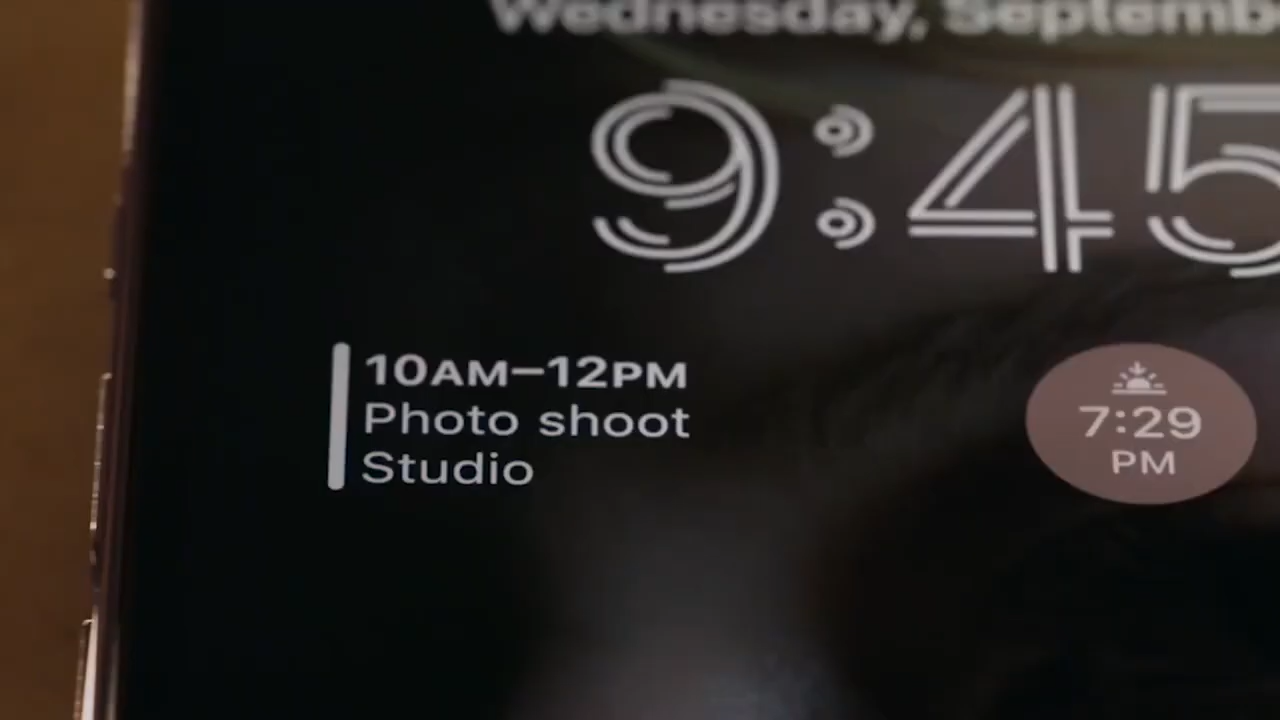 Wednesday, Septemb
9:45
10AM–12PM
Photo shoot
Studio
7:29
PM